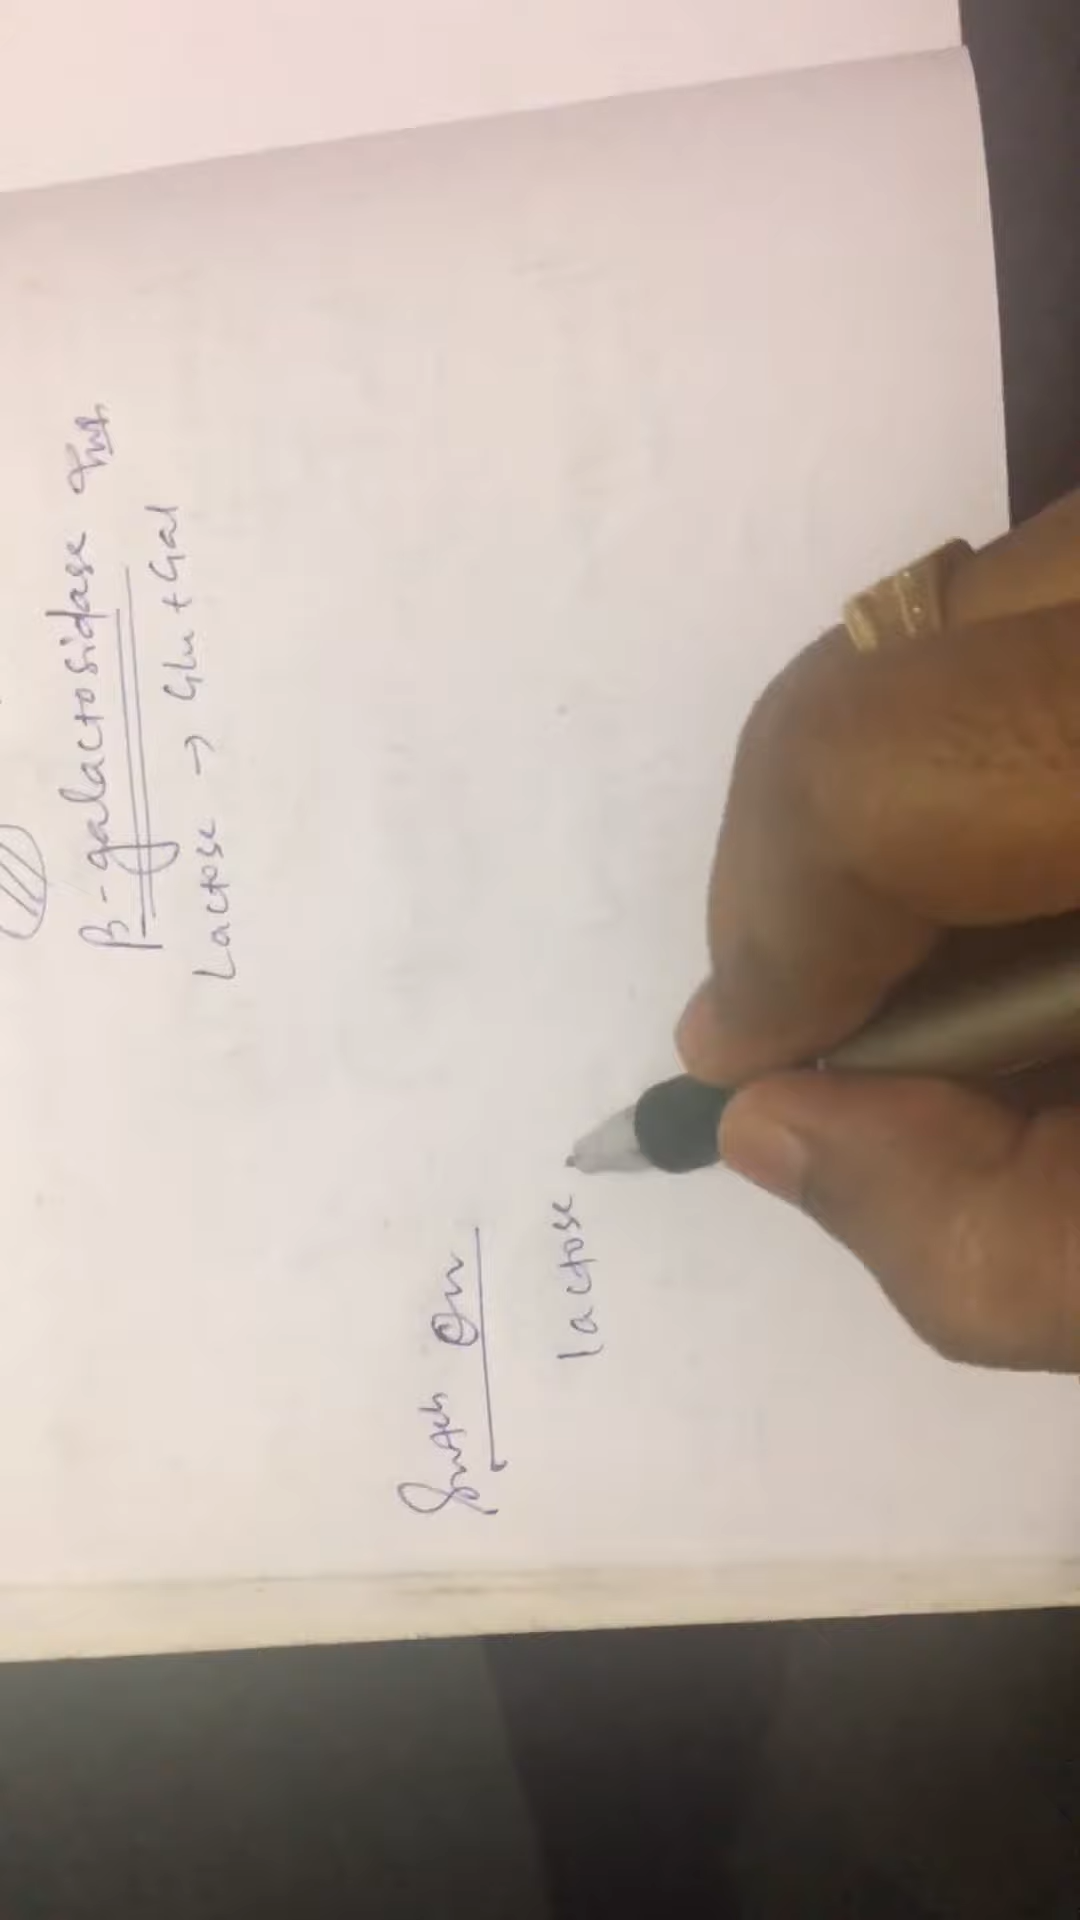 β-galactosidase
Lactose → Glu + Gal
Switch On
lactose